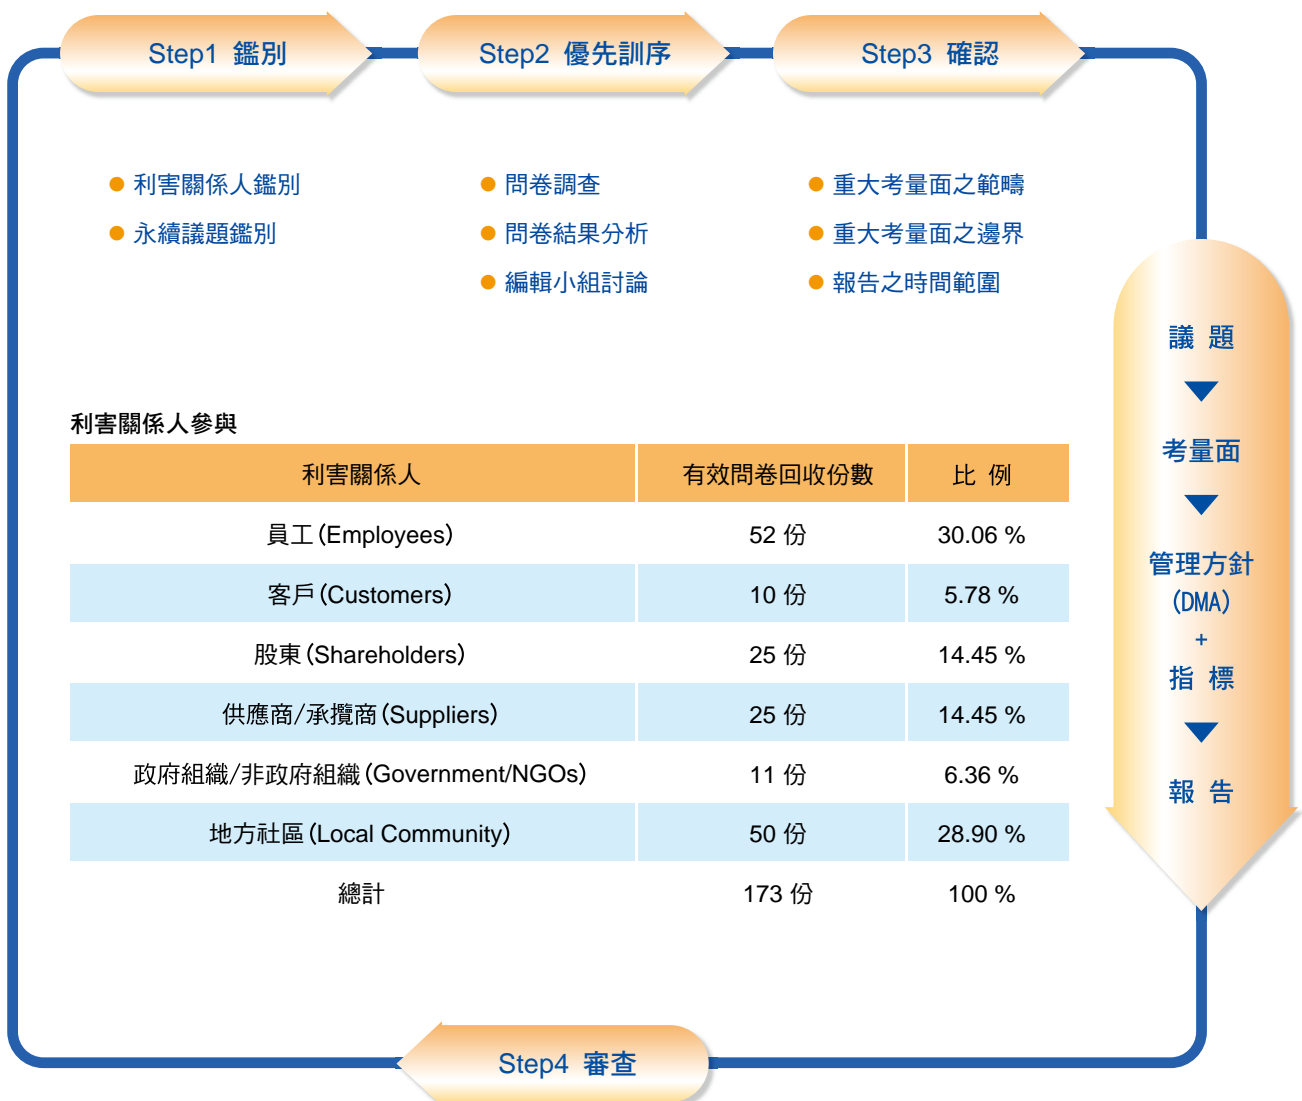 Step1 鑑別
Step2 優先訓序
Step3 確認
利害關係人鑑別
永續議題鑑別
問卷調查
問卷結果分析
編輯小組討論
重大考量面之範疇
重大考量面之邊界
報告之時間範圍
議 題
考量面
管理方針
(DMA)
+
指 標
報 告
利害關係人參與
利害關係人 有效問卷回收份數 比 例
員工(Employees) 52 份 30.06 %
客戶(Customers) 10 份 5.78 %
股東(Shareholders) 25 份 14.45 %
供應商/承攬商(Suppliers) 25 份 14.45 %
政府組織/非政府組織(Government/NGOs) 11 份 6.36 %
地方社區(Local Community) 50 份 28.90 %
總計 173 份 100 %
Step4 審查